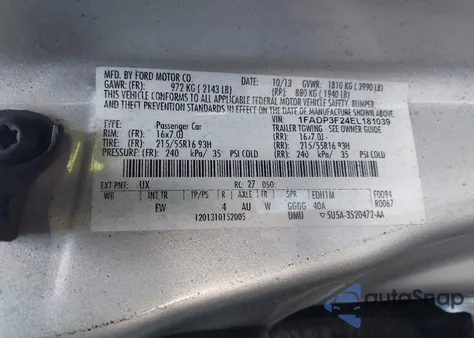 MFD. BY FORD MOTOR CO
10/13 GVWR: 1810 KG ( 3990 LB)
GAWR: (FR): 972 KG ( 2143 LB) (RR): 880 KG ( 1940 LB)
THIS VEHICLE CONFORMS TO ALL APPLICABLE FEDERAL MOTOR VEHICLE SAFETY, BUMPER,
AND THEFT PREVENTION STANDARDS IN EFFECT ON THE DATE OF MANUFACTURE SHOWN ABOVE.
VIN: 1FADP3F24EL181039
TYPE: Passenger Car TRAILER TOWING - SEE OWNERS GUIDE
RIM: (FR) 16x7.0J (RR): 16x7.0J
TIRE: (FR): 215/55R16 93H (RR): 215/55R16 93H
PRESSURE: (FR): 240 kPa/ 35 PSI COLD (RR): 240 kPa/ 35 PSI COLD
EXT PNT: UX RC: 27 DSO:
WB INT TR TP/PS R AXLE TR SPR EDH1M F0094
EW 4 AU W GGGG 40A R0067
1201310152005 UMU ▼5U5A-3520472-AA
autoSnap